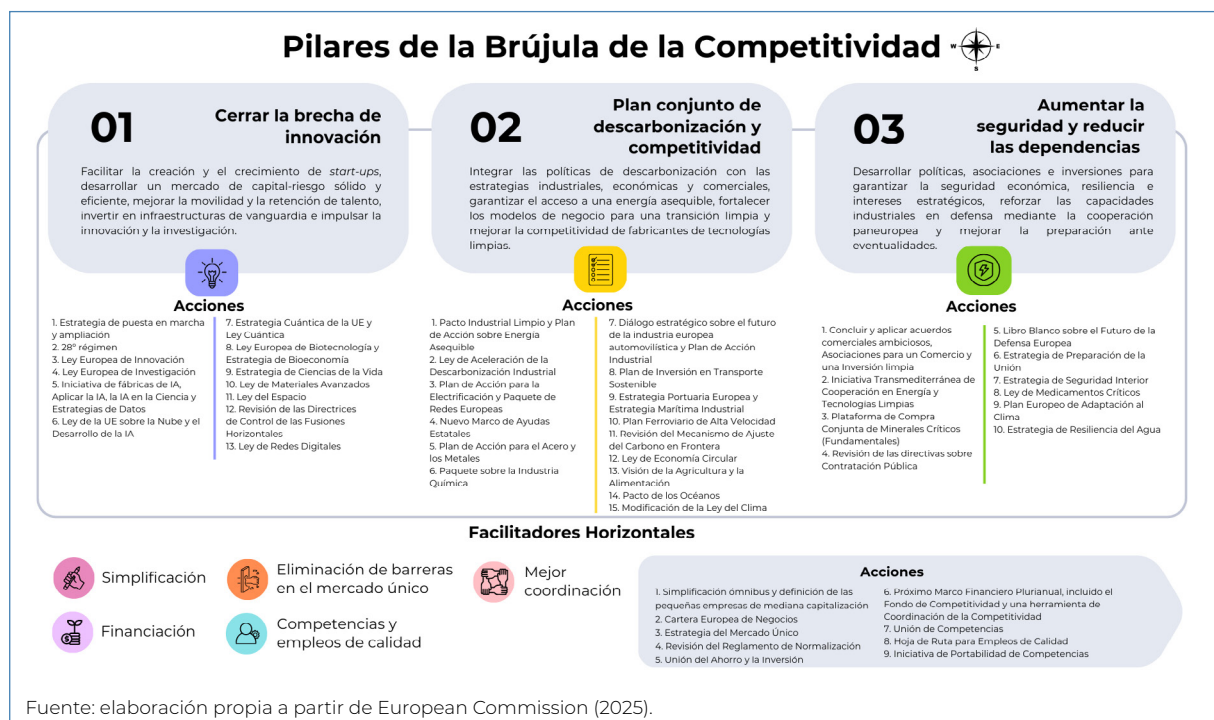 Pilares de la Brújula de la Competitividad
W E
S
01
Cerrar la brecha de
innovación
Facilitar la creación y el crecimiento de start-ups,
desarrollar un mercado de capital-riesgo sólido y
eficiente, mejorar la movilidad y la retención de talento,
invertir en infraestructuras de vanguardia e impulsar la
innovación y la investigación.
Acciones
1. Estrategia de puesta en marcha
y ampliación
2. 28º régimen
3. Ley Europea de Innovación
4. Ley Europea de Investigación
5. Iniciativa de fábricas de IA,
Aplicar la IA, la IA en la Ciencia y
Estrategias de Datos
6. Ley de la UE sobre la Nube y el
Desarrollo de la IA
7. Estrategia Cuántica de la UE y
Ley Cuántica
8. Ley Europea de Biotecnología y
Estrategia de Bioeconomía
9. Estrategia de Ciencias de la Vida
10. Ley de Materiales Avanzados
11. Ley del Espacio
12. Revisión de las Directrices
de Control de las Fusiones
Horizontales
13. Ley de Redes Digitales
02
Plan conjunto de
descarbonización y
competitividad
Integrar las políticas de descarbonización con las
estrategias industriales, económicas y comerciales,
garantizar el acceso a una energía asequible, fortalecer
los modelos de negocio para una transición limpia y
mejorar la competitividad de fabricantes de tecnologías
limpias.
Acciones
1. Pacto Industrial Limpio y Plan
de Acción sobre Energía
Asequible
2. Ley de Aceleración de la
Descarbonización Industrial
3. Plan de Acción para la
Electrificación y Paquete de
Redes Europeas
4. Nuevo Marco de Ayudas
Estatales
5. Plan de Acción para el Acero y
los Metales
6. Paquete sobre la Industria
Química
7. Diálogo estratégico sobre el futuro
de la industria europea
automovilística y Plan de Acción
Industrial
8. Plan de Inversión en Transporte
Sostenible
9. Estrategia Portuaria Europea y
Estrategia Marítima Industrial
10. Plan Ferroviario de Alta Velocidad
11. Revisión del Mecanismo de Ajuste
del Carbono en Frontera
12. Ley de Economía Circular
13. Visión de la Agricultura y la
Alimentación
14. Pacto de los Océanos
15. Modificación de la Ley del Clima
03
Aumentar la
seguridad y reducir
las dependencias
Desarrollar políticas, asociaciones e inversiones para
garantizar la seguridad económica, resiliencia e
intereses estratégicos, reforzar las capacidades
industriales en defensa mediante la cooperación
paneuropea y mejorar la preparación ante
eventualidades.
Acciones
1. Concluir y aplicar acuerdos
comerciales ambiciosos,
Asociaciones para un Comercio y
una Inversión limpia
2. Iniciativa Transmediterránea de
Cooperación en Energía y
Tecnologías Limpias
3. Plataforma de Compra
Conjunta de Minerales Críticos
(Fundamentales)
4. Revisión de las directivas sobre
Contratación Pública
5. Libro Blanco sobre el Futuro de la
Defensa Europea
6. Estrategia de Preparación de la
Unión
7. Estrategia de Seguridad Interior
8. Ley de Medicamentos Críticos
9. Plan Europeo de Adaptación al
Clima
10. Estrategia de Resiliencia del Agua
Facilitadores Horizontales
Simplificación
Eliminación de barreras
en el mercado único
Mejor
coordinación
Financiación
Competencias y
empleos de calidad
Acciones
1. Simplificación ómnibus y definición de las
pequeñas empresas de mediana capitalización
2. Cartera Europea de Negocios
3. Estrategia del Mercado Único
4. Revisión del Reglamento de Normalización
5. Unión del Ahorro y la Inversión
6. Próximo Marco Financiero Plurianual, incluido el
Fondo de Competitividad y una herramienta de
Coordinación de la Competitividad
7. Unión de Competencias
8. Hoja de Ruta para Empleos de Calidad
9. Iniciativa de Portabilidad de Competencias
Fuente: elaboración propia a partir de European Commission (2025).